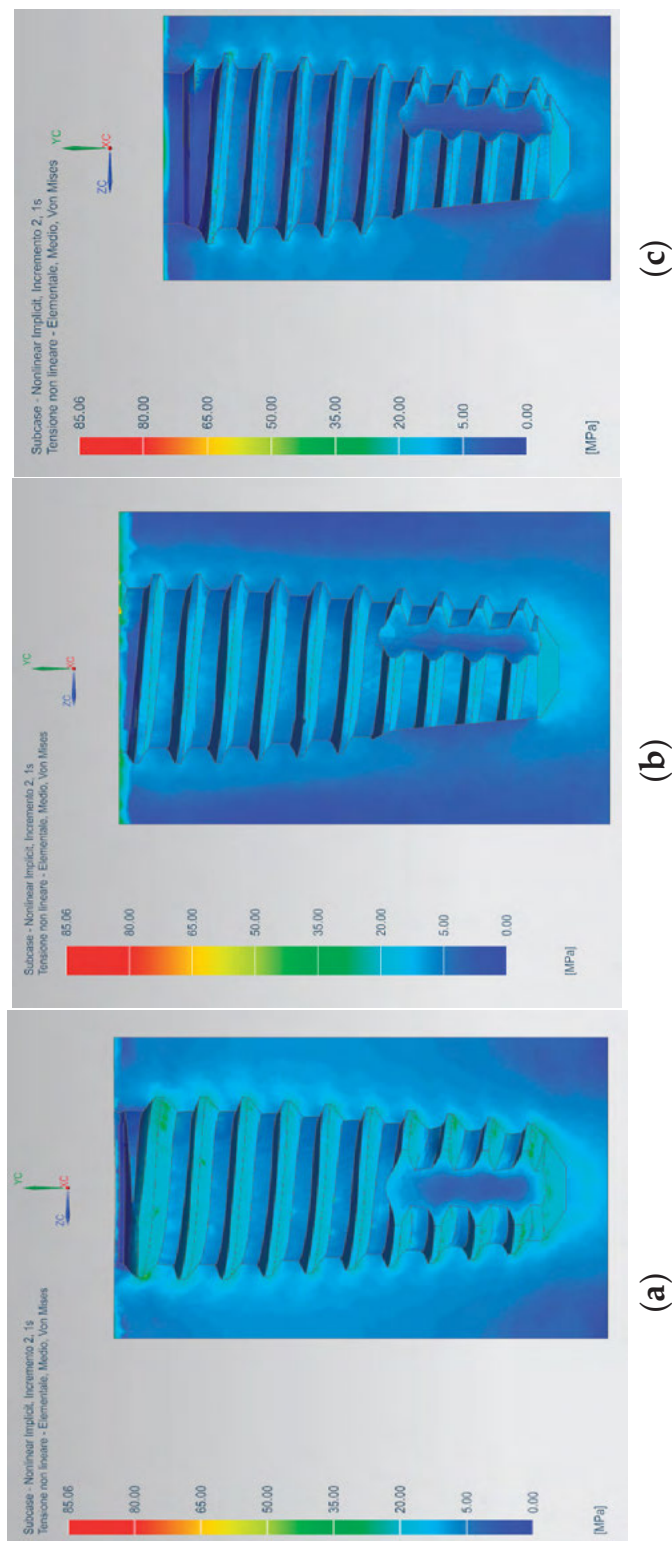 Subcase - Nonlinear Implicit, Incremento 2, 1s
Tensione non lineare - Elementale, Medio, Von Mises
85.06
80.00
65.00
50.00
35.00
20.00
5.00
0.00
[MPa]
YC
ZC
XC
(a)
Subcase - Nonlinear Implicit, Incremento 2, 1s
Tensione non lineare - Elementale, Medio, Von Mises
85.06
80.00
65.00
50.00
35.00
20.00
5.00
0.00
[MPa]
YC
ZC
XC
(b)
Subcase - Nonlinear Implicit, Incremento 2, 1s
Tensione non lineare - Elementale, Medio, Von Mises
85.06
80.00
65.00
50.00
35.00
20.00
5.00
0.00
[MPa]
YC
ZC
XC
(c)